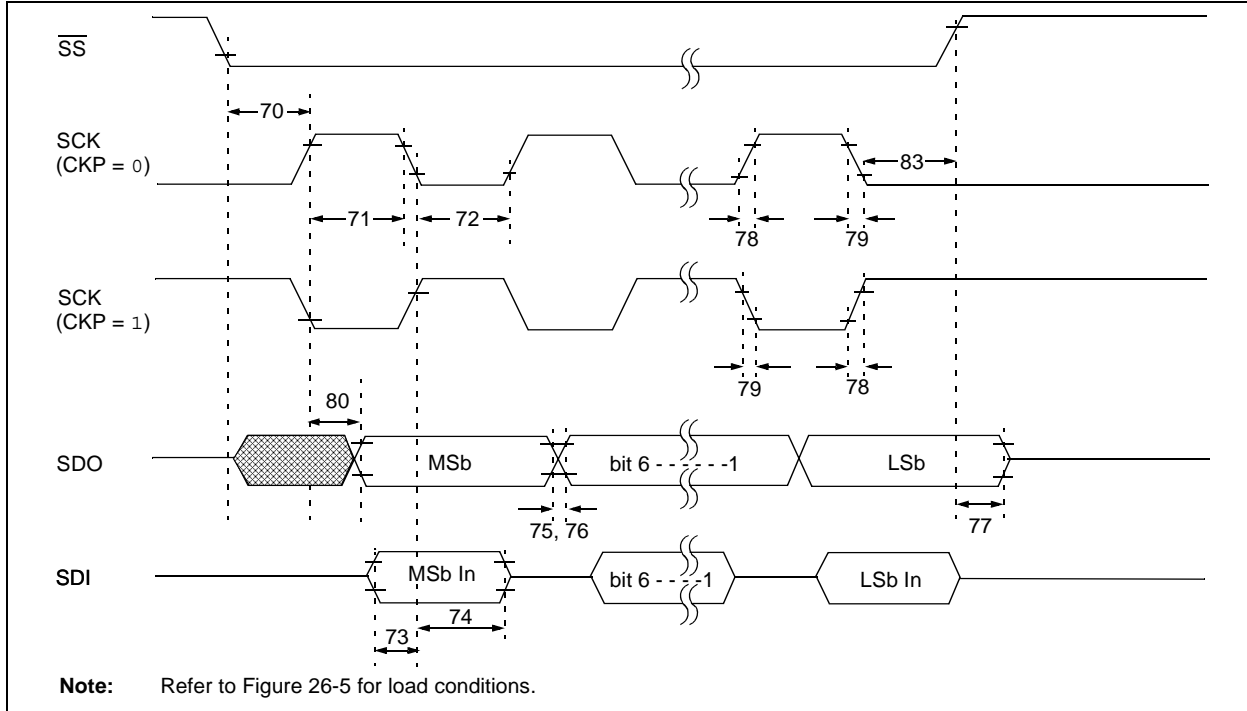 SS
70
SCK
(CKP = 0)
83
71
72
78
79
SCK
(CKP = 1)
79
78
80
SDO
MSb
bit 6 - - - - - -1
LSb
75, 76
77
SDI
MSb In
bit 6 - - - -1
LSb In
74
73
Note: Refer to Figure 26-5 for load conditions.